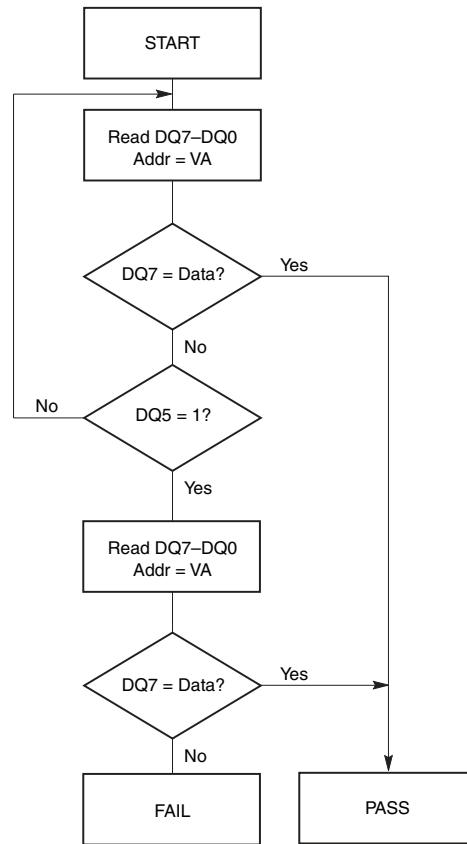 START
Read DQ7–DQ0
Addr = VA
DQ7 = Data?
Yes
No
No
DQ5 = 1?
Yes
Read DQ7–DQ0
Addr = VA
DQ7 = Data?
Yes
No
FAIL
PASS